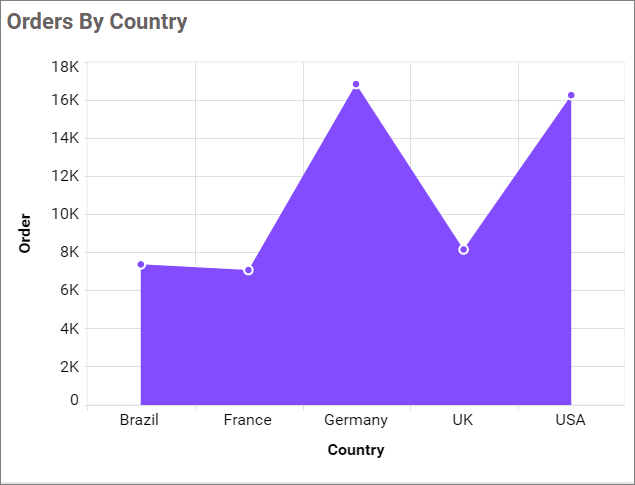 Orders By Country
18K
16K
14K
12K
10K
8K
6K
4K
2K
0
Order
Brazil France Germany UK USA
Country